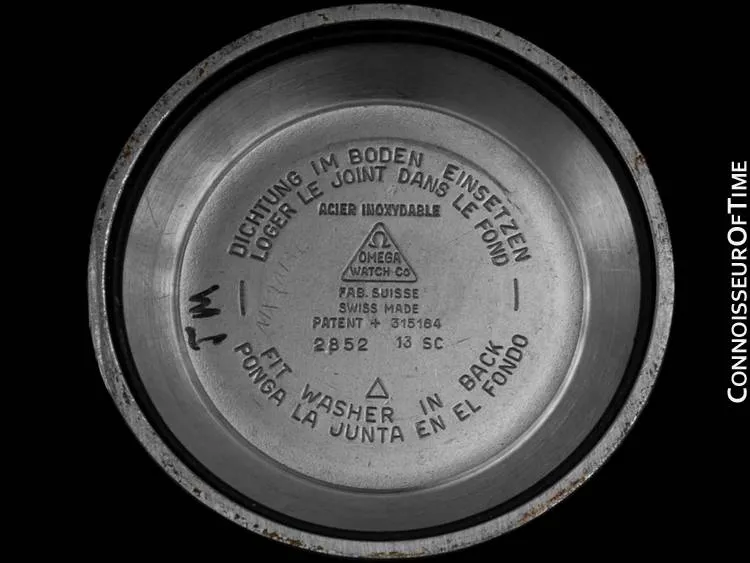 DICHTUNG IM BODEN EINSETZEN
LOGER LE JOINT DANS LE FOND
ACIER INOXYDABLE
Ω
OMEGA
WATCH·Co
FAB. SUISSE
SWISS MADE
PATENT + 315164
2852 13 SC
FIT WASHER IN BACK
PONGA LA JUNTA EN EL FONDO
CONNOISSEUROFTIME